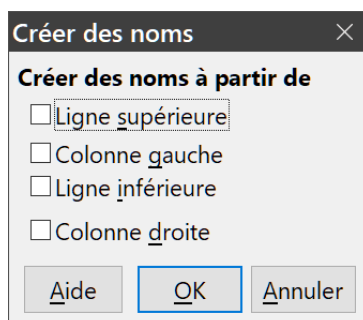 Créer des noms
Créer des noms à partir de
Ligne supérieure
Colonne gauche
Ligne inférieure
Colonne droite
Aide OK Annuler